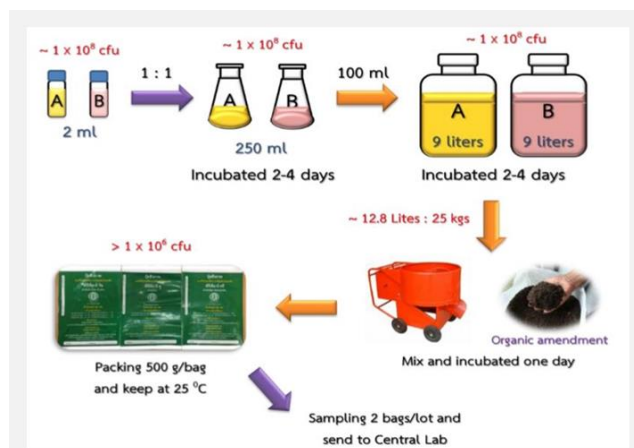 ~ 1 x 10⁸ cfu
~ 1 x 10⁸ cfu
~ 1 x 10⁸ cfu
1 : 1
100 ml
A
B
A
B
A
B
2 ml
250 ml
9 liters
9 liters
Incubated 2-4 days
Incubated 2-4 days
~ 12.8 Lites : 25 kgs
> 1 x 10⁶ cfu
Organic amendment
Mix and incubated one day
Packing 500 g/bag
and keep at 25 ⁰C
Sampling 2 bags/lot and
send to Central Lab